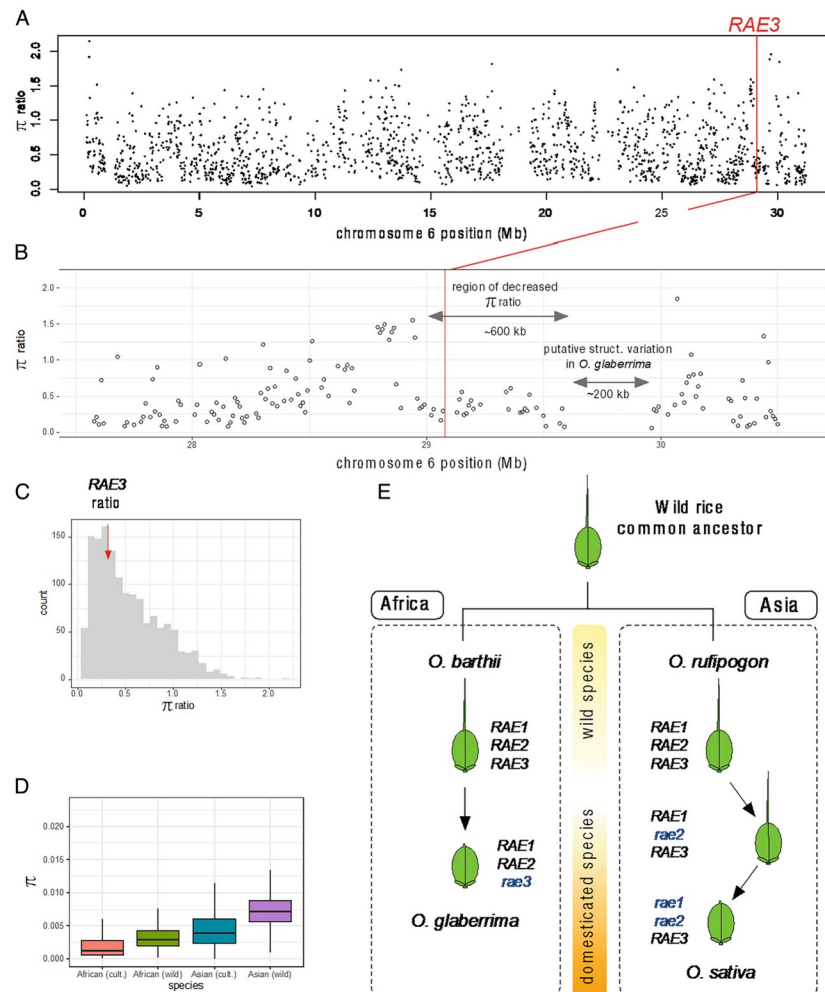 A
RAE3
2.0
1.5
1.0
0.5
0.0
π ratio
0 5 10 15 20 25 30
chromosome 6 position (Mb)
B
2.0
1.5
1.0
0.5
0.0
π ratio
region of decreased
π ratio
~600 kb
putative struct. variation
in O. glaberrima
~200 kb
28 29 30
chromosome 6 position (Mb)
C
RAE3
ratio
150
100
50
0
count
0.0 0.5 1.0 1.5 2.0
π ratio
D
0.020
0.015
0.010
0.005
0.000
π
African (cult.) African (wild) Asian (cult.) Asian (wild)
species
E
Wild rice
common ancestor
Africa
Asia
O. barthii
RAE1
RAE2
RAE3
RAE1
RAE2
rae3
O. glaberrima
wild species
domesticated species
O. rufipogon
RAE1
RAE2
RAE3
RAE1
rae2
RAE3
rae1
rae2
RAE3
O. sativa